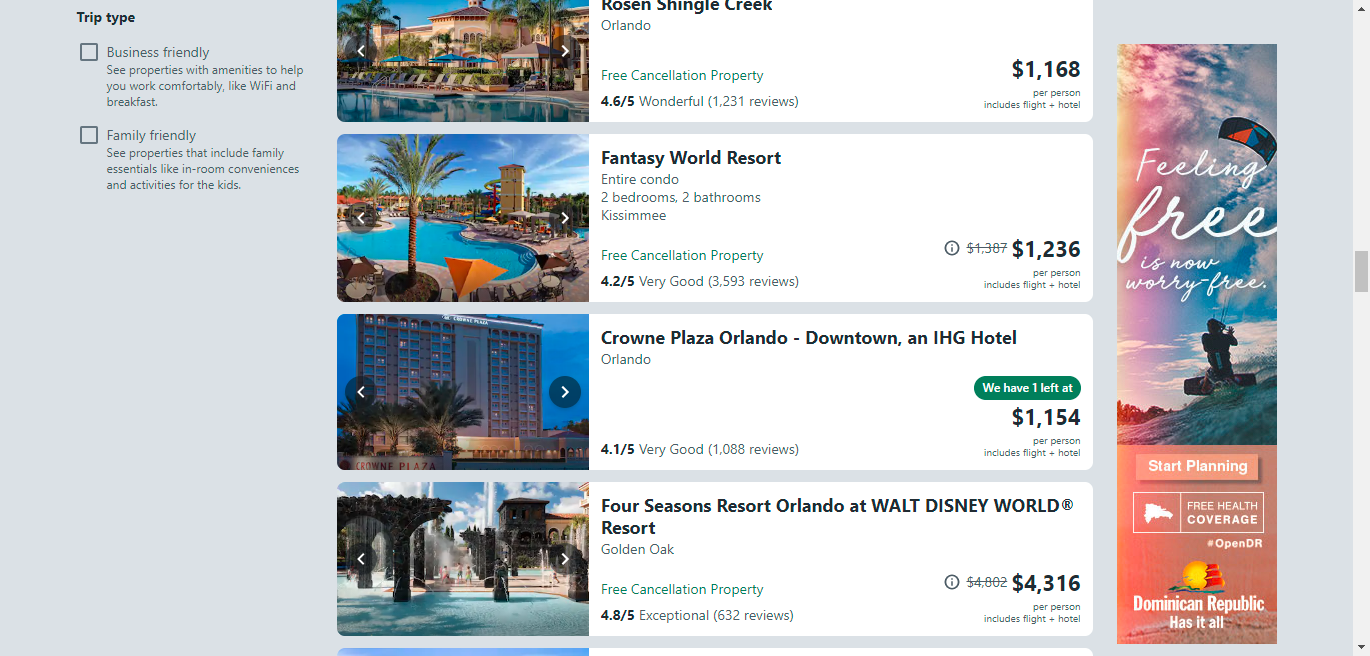 Trip type
Business friendly
See properties with amenities to help
you work comfortably, like WiFi and
breakfast.
Family friendly
See properties that include family
essentials like in-room conveniences
and activities for the kids.
Rosen Shingle Creek
Orlando
Free Cancellation Property
4.6/5 Wonderful (1,231 reviews)
$1,168
per person
includes flight + hotel
Fantasy World Resort
Entire condo
2 bedrooms, 2 bathrooms
Kissimmee
Free Cancellation Property
4.2/5 Very Good (3,593 reviews)
$1,387 $1,236
per person
includes flight + hotel
CROWNE PLAZA
CROWNE PLAZA
Crowne Plaza Orlando - Downtown, an IHG Hotel
Orlando
We have 1 left at
$1,154
4.1/5 Very Good (1,088 reviews)
per person
includes flight + hotel
Four Seasons Resort Orlando at WALT DISNEY WORLD®
Resort
Golden Oak
Free Cancellation Property
4.8/5 Exceptional (632 reviews)
$4,802 $4,316
per person
includes flight + hotel
Feeling
free
is now
worry-free.
Start Planning
FREE HEALTH
COVERAGE
#OpenDR
Dominican Republic
Has it all